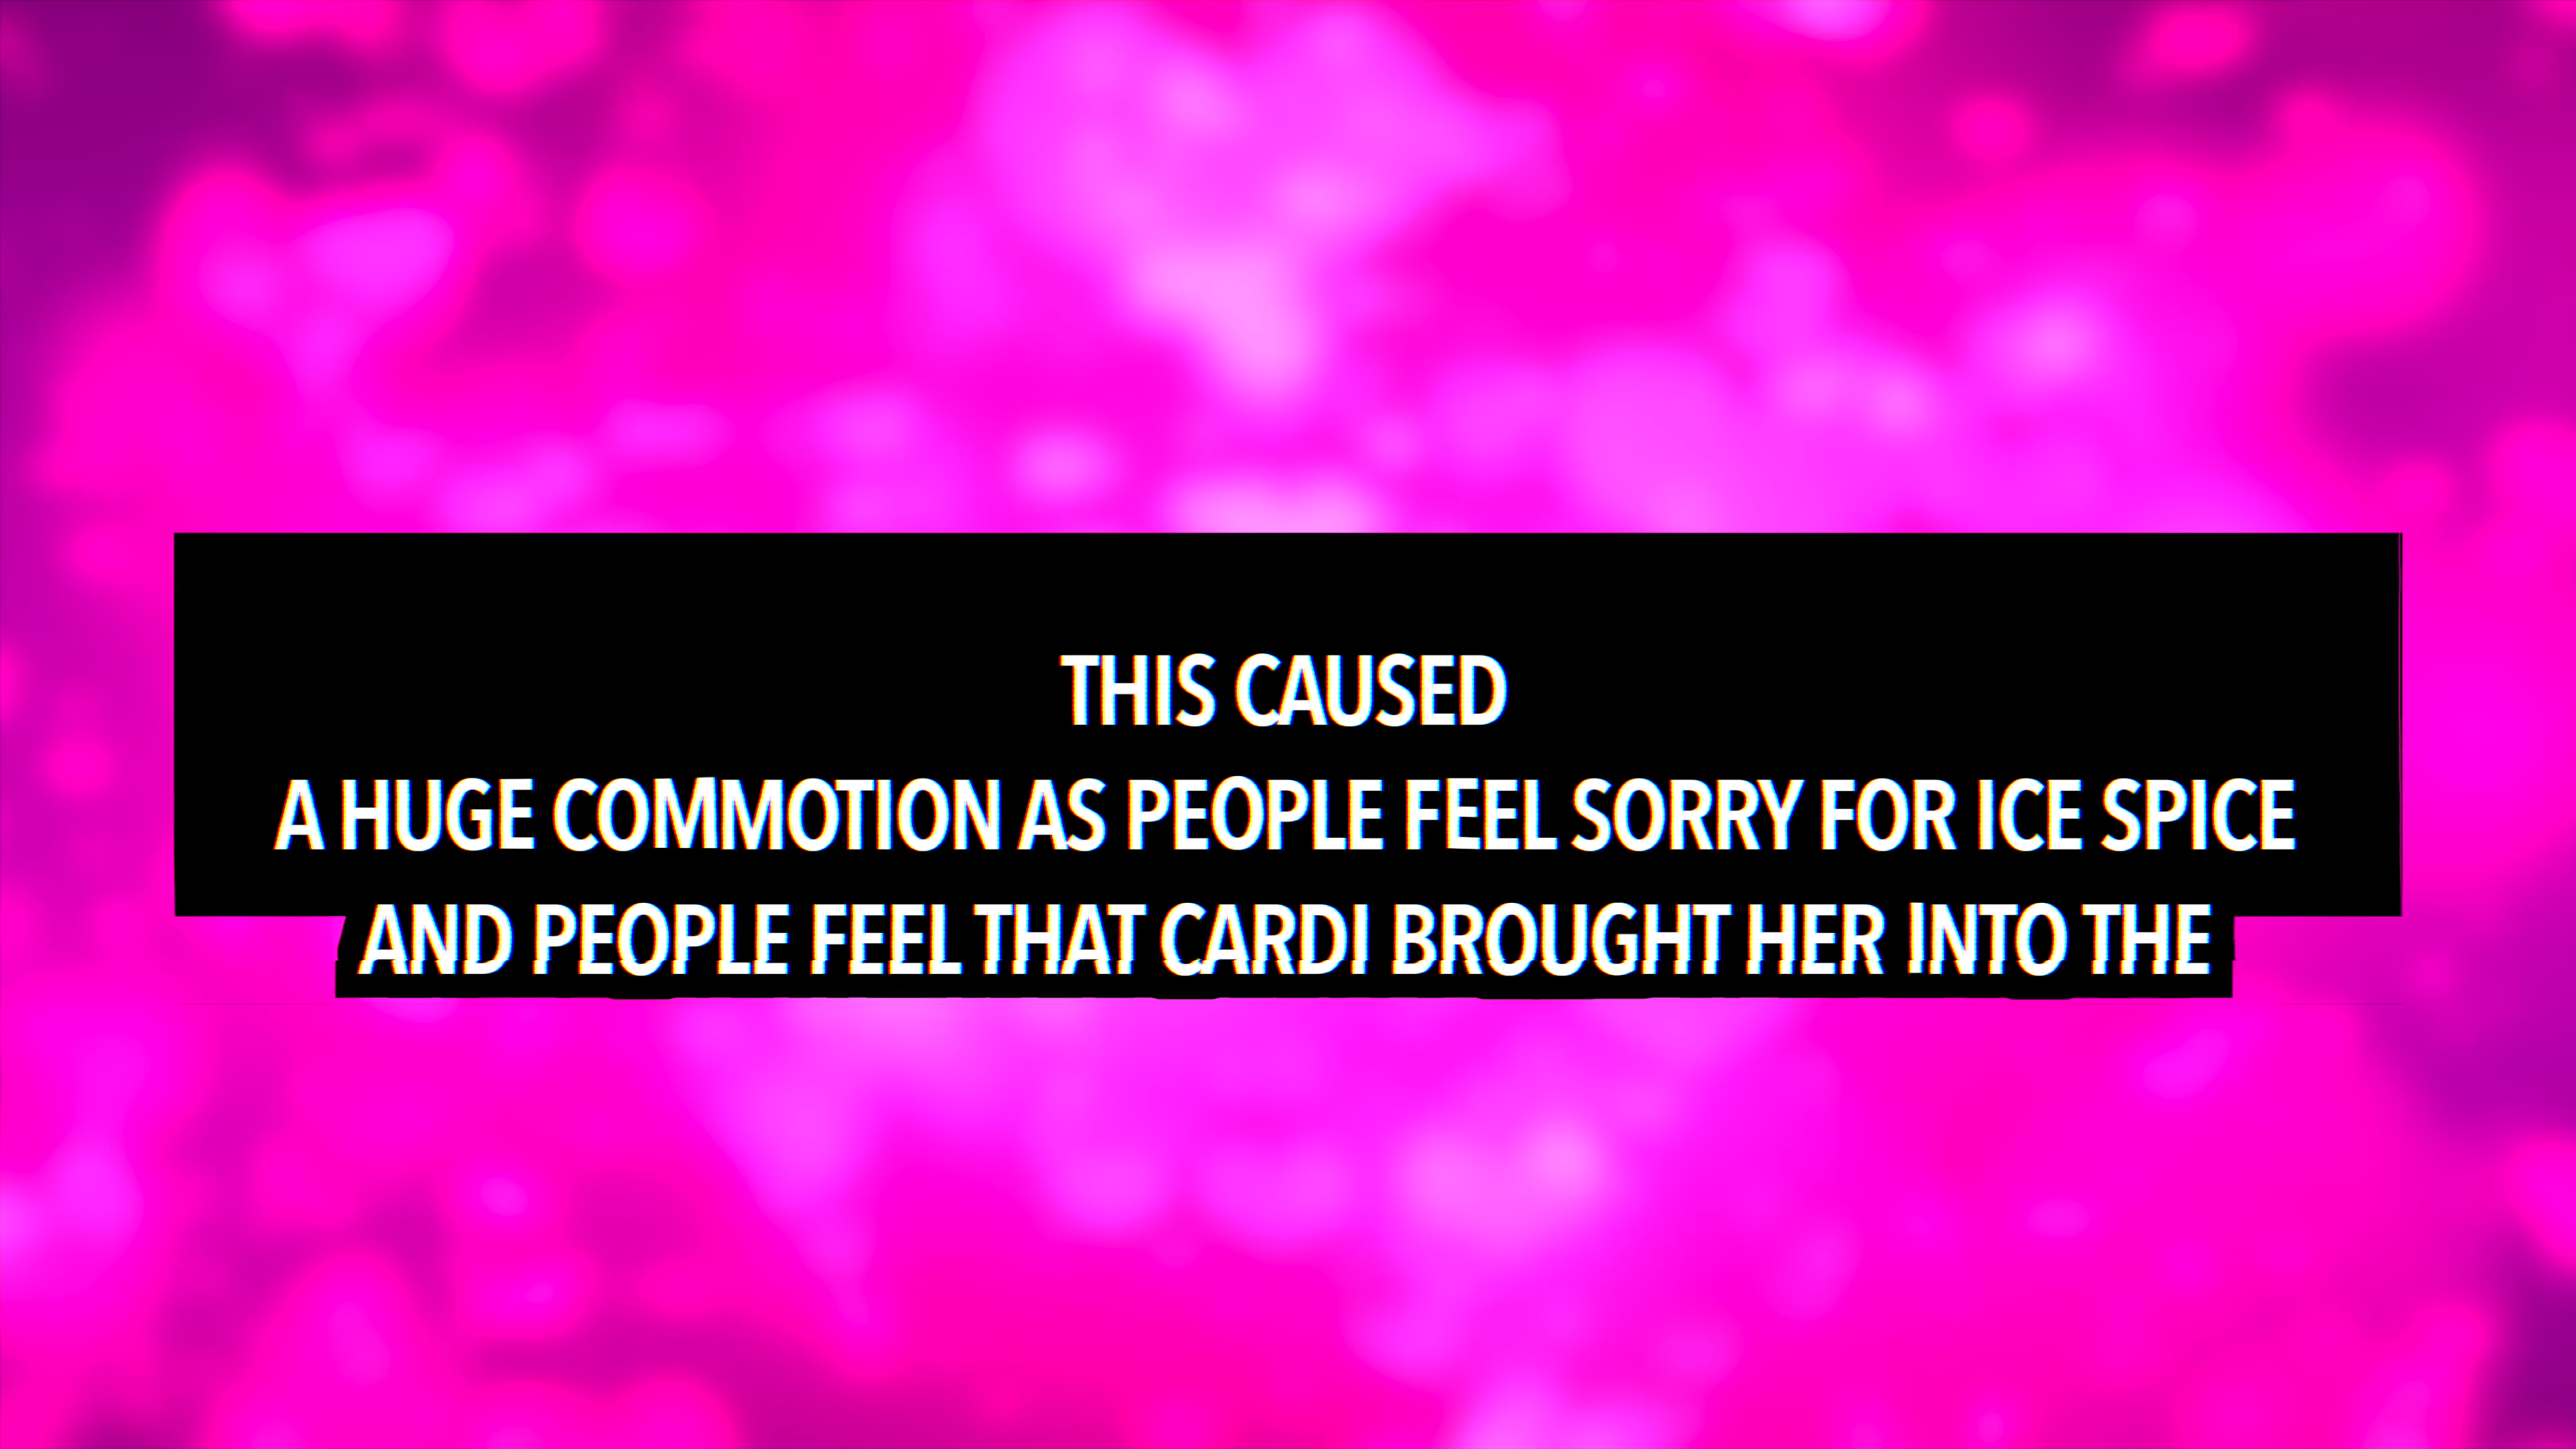 THIS CAUSED
A HUGE COMMOTION AS PEOPLE FEEL SORRY FOR ICE SPICE
AND PEOPLE FEEL THAT CARDI BROUGHT HER INTO THE